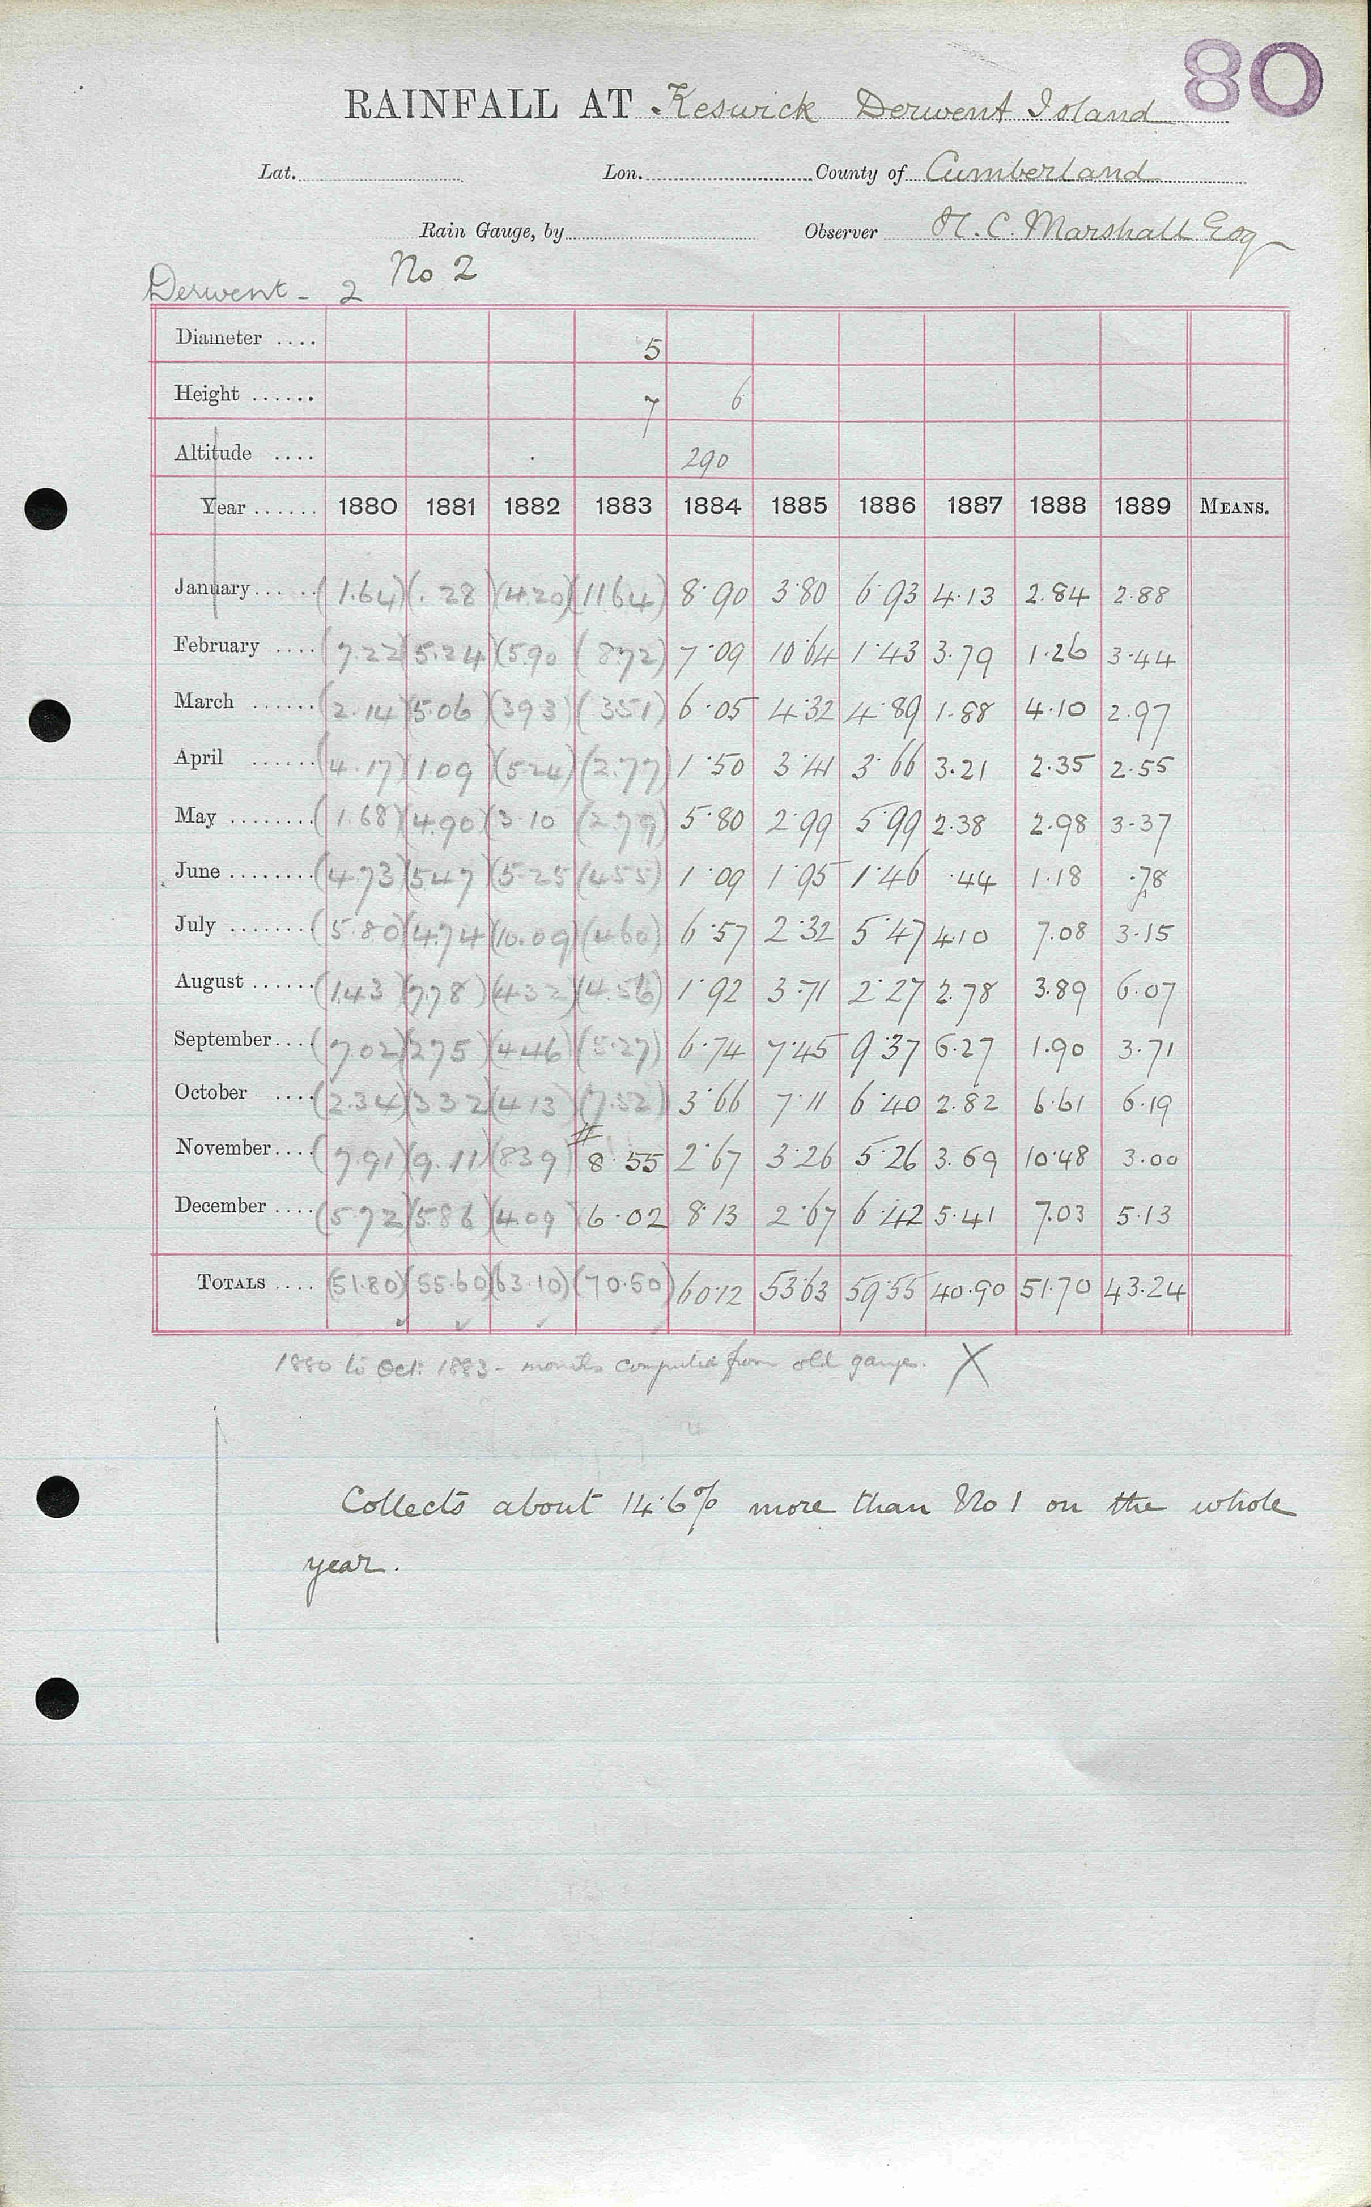 80
RAINFALL AT Keswick Derwent Island
Lat. Lon. County of Cumberland
Rain Gauge, by Observer H. C. Marshall Esq
No 2
Derwent - 2
Diameter .... 5
Height ...... 7 6
Altitude .... 290
Year ...... 1880 1881 1882 1883 1884 1885 1886 1887 1888 1889 MEANS.
January...... (1.64) (.28) (4.20) (11.64) 8.90 3.80 6.93 4.13 2.84 2.88
February .... (7.22) 5.24 (5.90) (8.72) 7.09 10.64 1.43 3.79 1.26 3.44
March ...... (2.14) 5.06 (3.93) (3.51) 6.05 4.32 4.89 1.88 4.10 2.97
April ...... (4.17) 1.09 (5.24) (2.77) 1.50 3.41 3.66 3.21 2.35 2.55
May ........ (1.68) (4.90) (3.10 (2.79) 5.80 2.99 5.99 2.38 2.98 3.37
June ........ (4.73) (5.47) (5.25) (4.55) 1.09 1.95 1.46 .44 1.18 .78
July ........ (5.80) (4.74) (10.09) (4.60) 6.57 2.32 5.47 4.10 7.08 3.15
August ...... (1.43) (7.78) (4.32) (4.56) 1.92 3.71 2.27 2.78 3.89 6.07
September.... (7.02) (2.75) (4.46) (5.27) 6.74 7.45 9.37 6.27 1.90 3.71
October .... (2.34) (3.32) (4.13) (7.52) 3.66 7.11 6.40 2.82 6.61 6.19
November.... (7.91) (9.11) (8.39) # 8.55 2.67 3.26 5.26 3.69 10.48 3.00
December .... (5.72) (5.86) (4.09) 6.02 8.13 2.67 6.42 5.41 7.03 5.13
TOTALS .... (51.80) (55.60) (63.10) (70.50) 60.12 53.63 59.55 40.90 51.70 43.24
1880 to Oct: 1883 - months computed from old gauge. X
Collects about 14.6% more than No 1 on the whole
year.